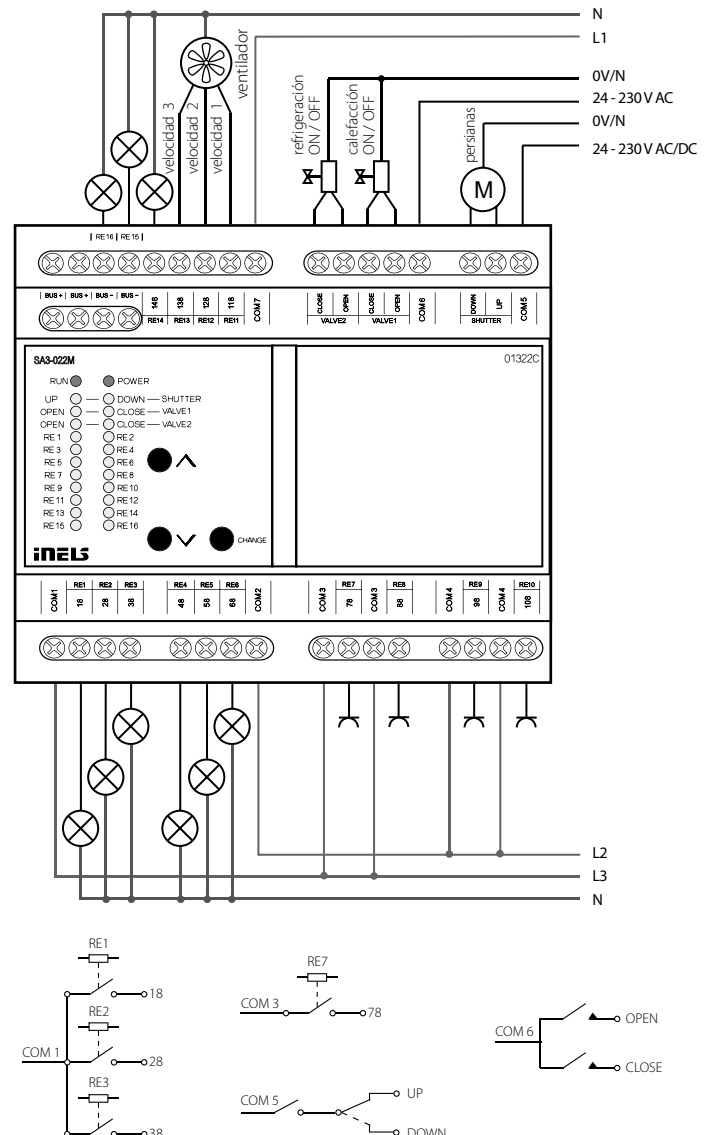 N
L1
0V/N
24 - 230 V AC
0V/N
24 - 230 V AC/DC
velocidad 3
velocidad 2
velocidad 1
ventilador
refrigeración
ON / OFF
calefacción
ON / OFF
persianas
M
RE16 RE15
BUS+ BUS+ BUS- BUS-
148 138 128 118 COM7
RE14 RE13 RE12 RE11
CLOSE OPEN CLOSE OPEN COM6
VALVE2 VALVE1
DOWN UP COM5
SHUTTER
SA3-022M
01322C
RUN POWER
UP DOWN SHUTTER
OPEN CLOSE VALVE1
OPEN CLOSE VALVE2
RE1 RE2
RE3 RE4
RE5 RE6
RE7 RE8
RE9 RE10
RE11 RE12
RE13 RE14
RE15 RE16
CHANGE
iNELS
RE1 RE2 RE3 RE4 RE5 RE6 RE7 RE8 RE9 RE10
COM1 18 28 38 48 58 68 COM2 COM3 78 COM3 88 COM4 98 COM4 108
L2
L3
N
RE1
18
RE2
COM 1
28
RE3
38
RE7
COM 3
78
COM 5
UP
DOWN
COM 6
OPEN
CLOSE